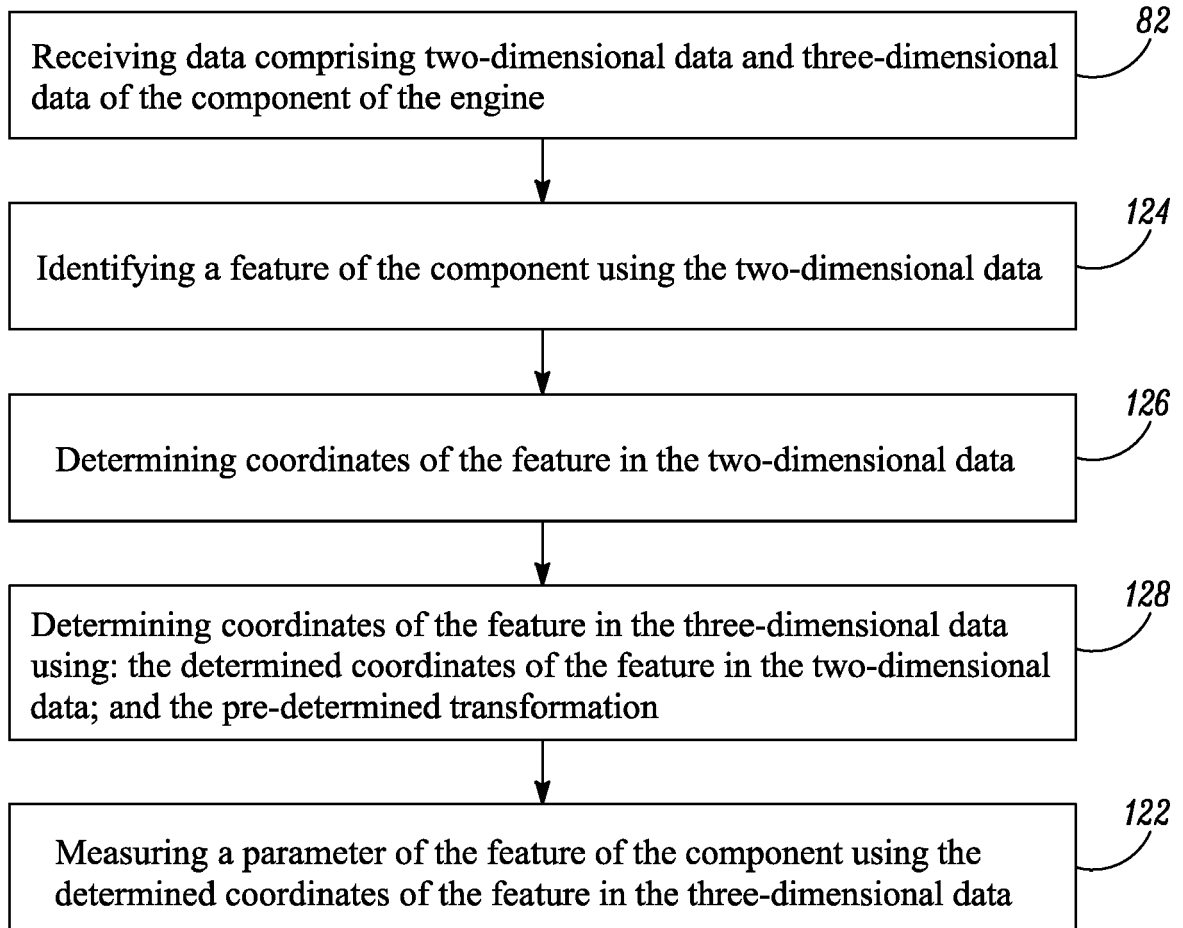 82
Receiving data comprising two-dimensional data and three-dimensional
data of the component of the engine
124
Identifying a feature of the component using the two-dimensional data
126
Determining coordinates of the feature in the two-dimensional data
128
Determining coordinates of the feature in the three-dimensional data
using: the determined coordinates of the feature in the two-dimensional
data; and the pre-determined transformation
122
Measuring a parameter of the feature of the component using the
determined coordinates of the feature in the three-dimensional data